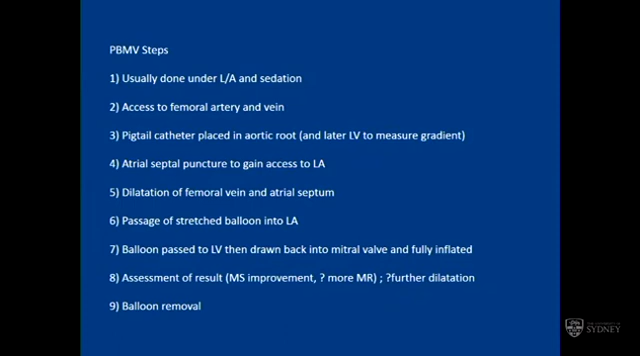 PBMV Steps
1) Usually done under L/A and sedation
2) Access to femoral artery and vein
3) Pigtail catheter placed in aortic root (and later LV to measure gradient)
4) Atrial septal puncture to gain access to LA
5) Dilatation of femoral vein and atrial septum
6) Passage of stretched balloon into LA
7) Balloon passed to LV then drawn back into mitral valve and fully inflated
8) Assessment of result (MS improvement, ? more MR) ; ?further dilatation
9) Balloon removal
THE UNIVERSITY OF
SYDNEY